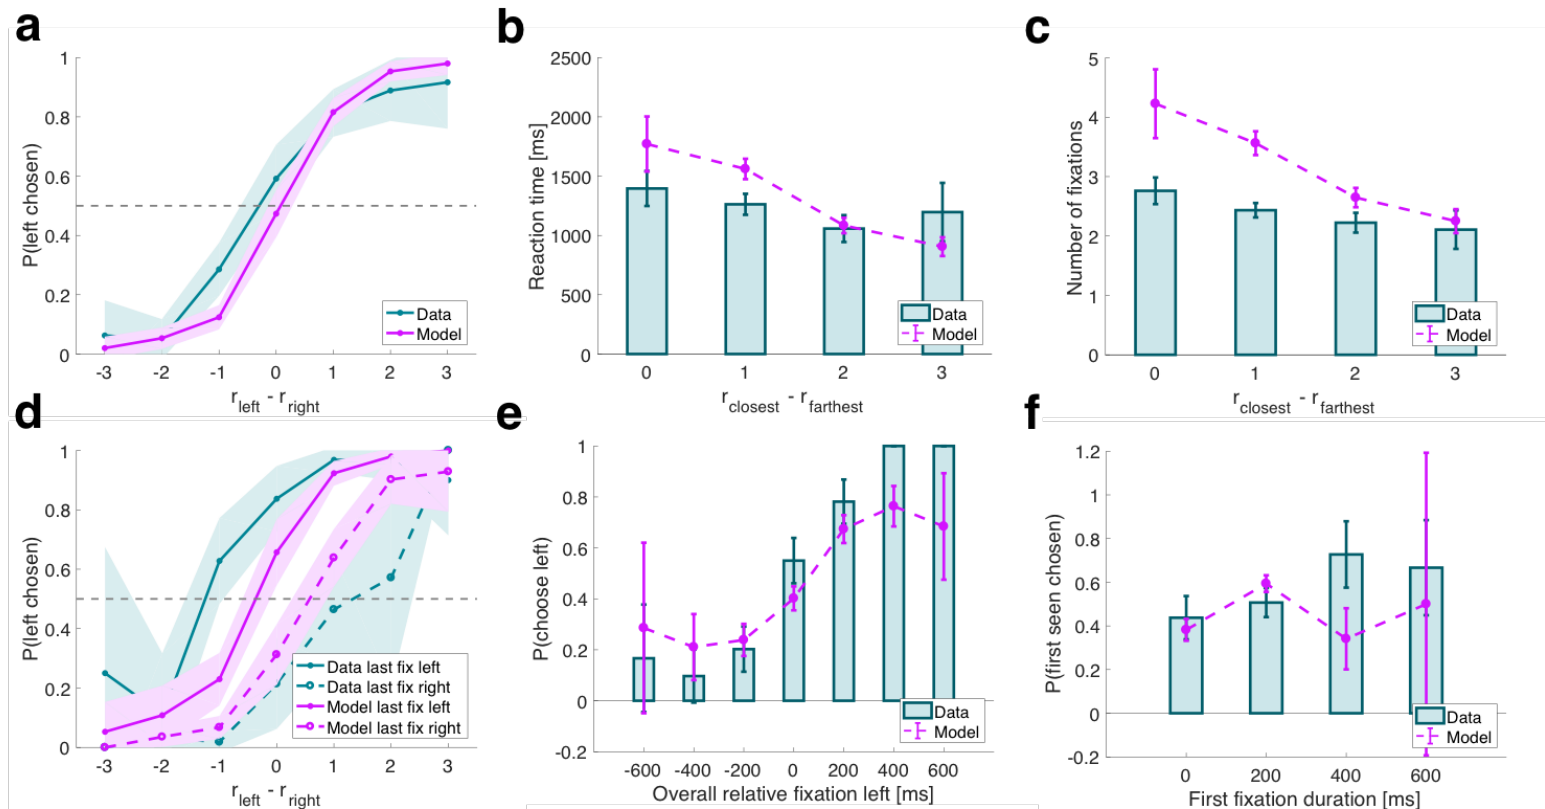 a
1
0.8
0.6
0.4
0.2
0
P(left chosen)
-3 -2 -1 0 1 2 3
r_left - r_right
Data
Model
b
2500
2000
1500
1000
500
0
Reaction time [ms]
0 1 2 3
r_closest - r_farthest
Data
Model
c
5
4
3
2
1
0
Number of fixations
0 1 2 3
r_closest - r_farthest
Data
Model
d
1
0.8
0.6
0.4
0.2
0
P(left chosen)
-3 -2 -1 0 1 2 3
r_left - r_right
Data last fix left
Data last fix right
Model last fix left
Model last fix right
e
1
0.8
0.6
0.4
0.2
0
-0.2
P(choose left)
-600 -400 -200 0 200 400 600
Overall relative fixation left [ms]
Data
Model
f
1.2
1
0.8
0.6
0.4
0.2
0
-0.2
P(first seen chosen)
0 200 400 600
First fixation duration [ms]
Data
Model